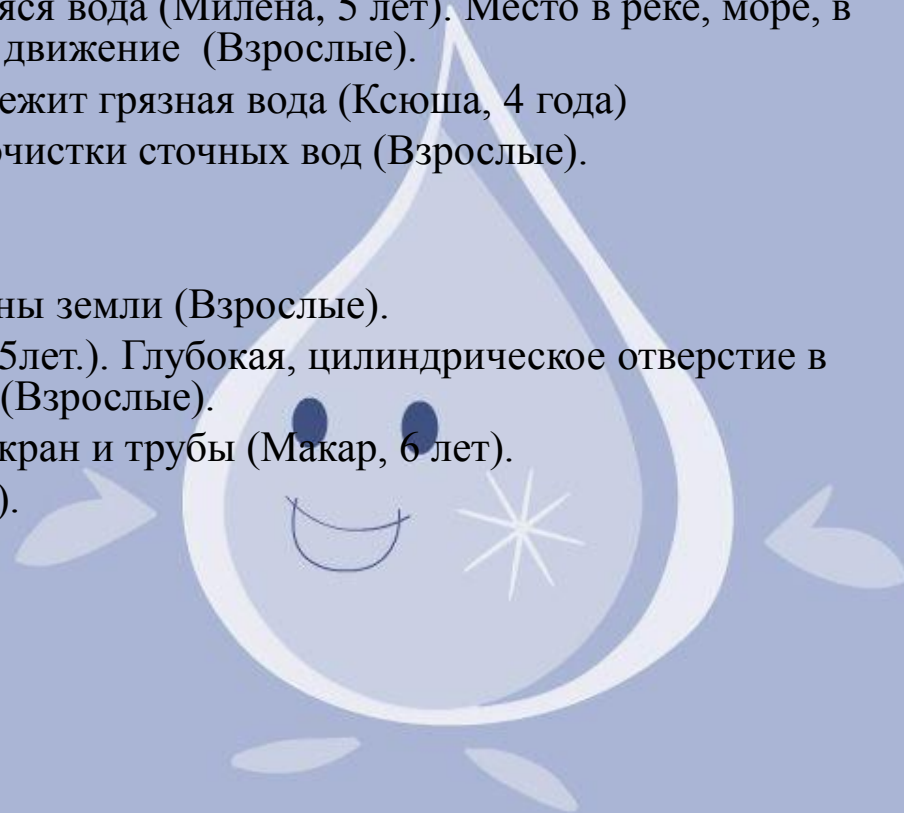 яся вода (Милена, 5 лет). Место в реке, море, в
движение (Взрослые).
ежит грязная вода (Ксюша, 4 года)
очистки сточных вод (Взрослые).
ны земли (Взрослые).
5лет.). Глубокая, цилиндрическое отверстие в
(Взрослые).
кран и трубы (Макар, 6 лет).
).